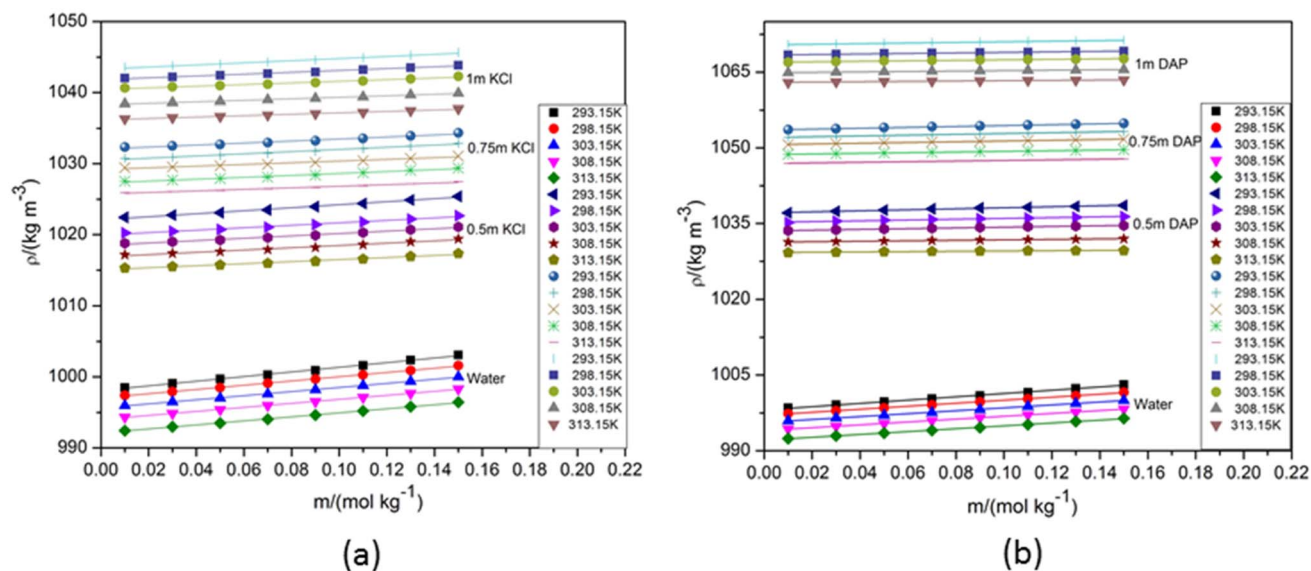 1050
1040
1030
1020
1010
1000
990
ρ/(kg m⁻³)
1m KCl
0.75m KCl
0.5m KCl
Water
293.15K
298.15K
303.15K
308.15K
313.15K
293.15K
298.15K
303.15K
308.15K
313.15K
293.15K
298.15K
303.15K
308.15K
313.15K
293.15K
298.15K
303.15K
308.15K
313.15K
0.00 0.02 0.04 0.06 0.08 0.10 0.12 0.14 0.16 0.18 0.20 0.22
m/(mol kg⁻¹)
(a)
1065
1050
1035
1020
1005
990
ρ/(kg m⁻³)
1m DAP
0.75m DAP
0.5m DAP
Water
293.15K
298.15K
303.15K
308.15K
313.15K
293.15K
298.15K
303.15K
308.15K
313.15K
293.15K
298.15K
303.15K
308.15K
313.15K
293.15K
298.15K
303.15K
308.15K
313.15K
0.00 0.02 0.04 0.06 0.08 0.10 0.12 0.14 0.16 0.18 0.20 0.22
m/(mol kg⁻¹)
(b)